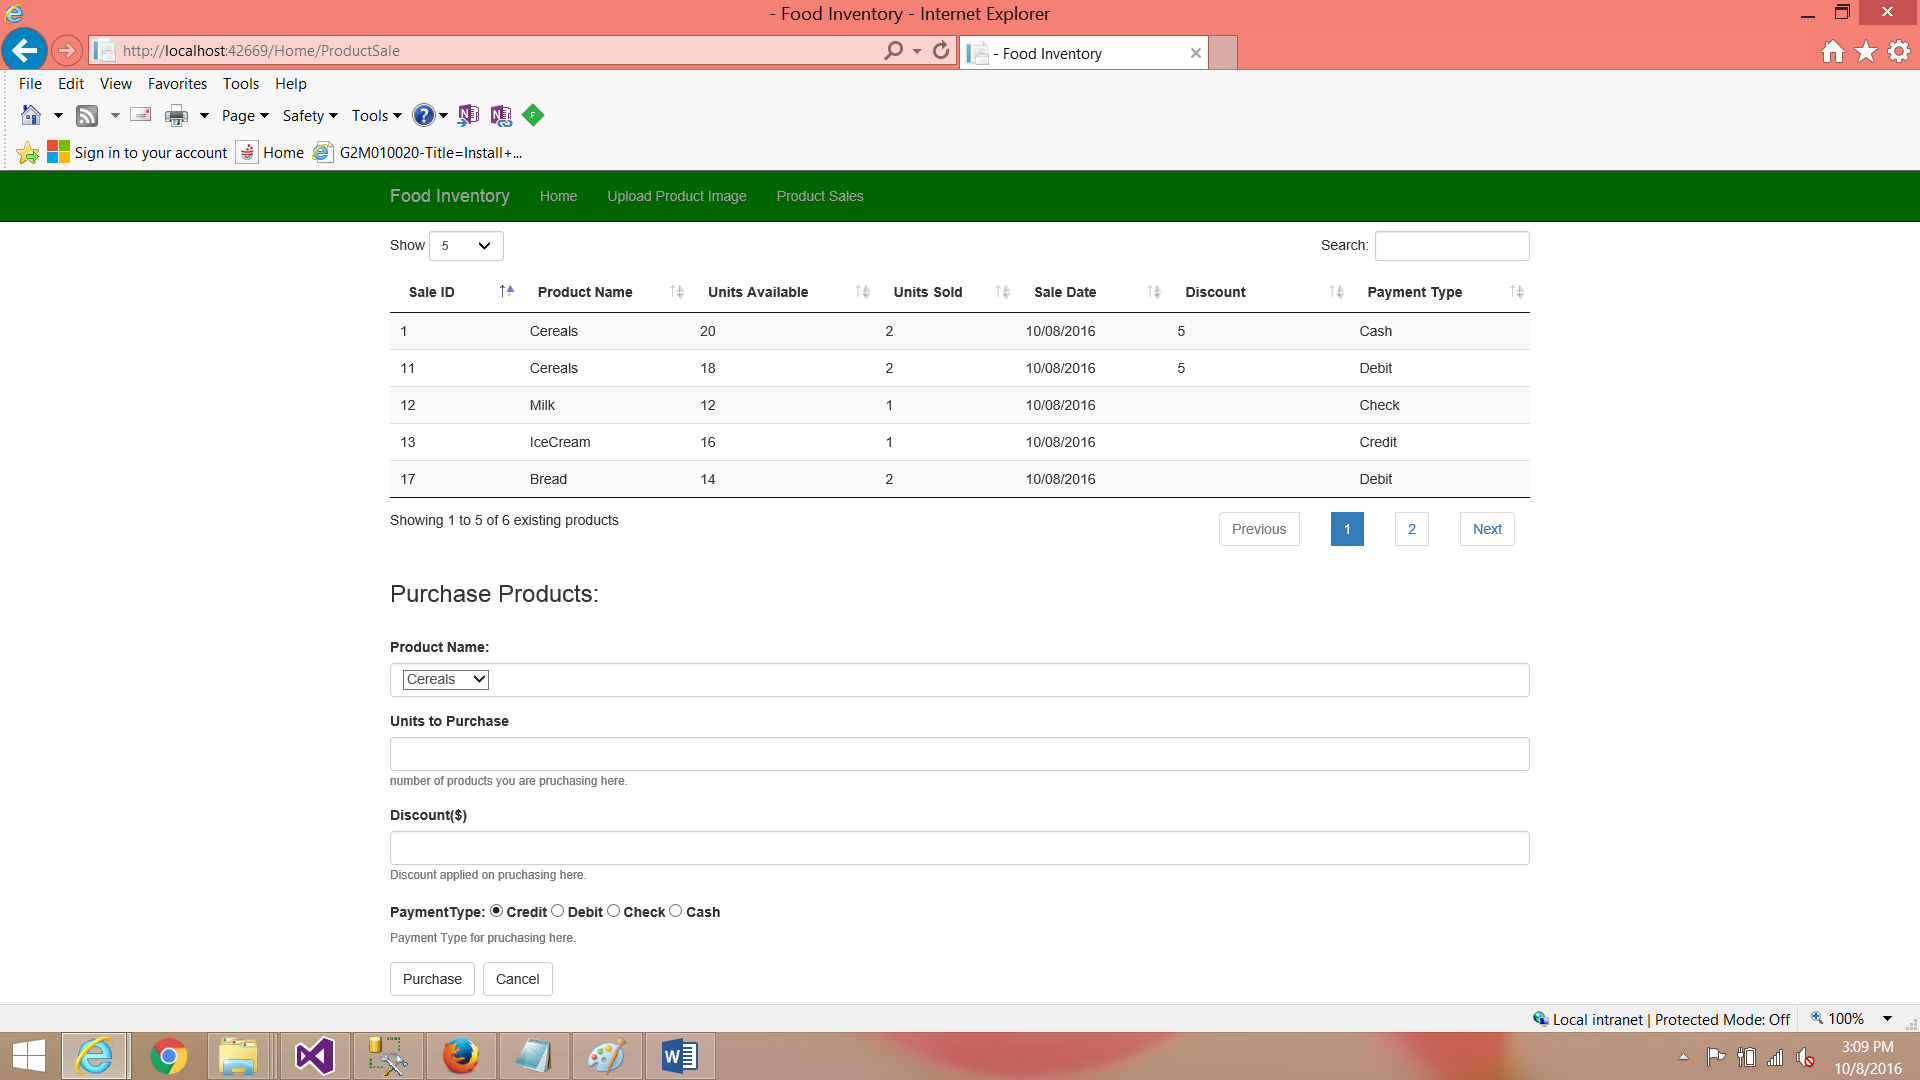 - Food Inventory - Internet Explorer
http://localhost:42669/Home/ProductSale
- Food Inventory
File Edit View Favorites Tools Help
Page Safety Tools
Sign in to your account Home G2M010020-Title=Install+...
Food Inventory Home Upload Product Image Product Sales
Show 5 Search:
Sale ID Product Name Units Available Units Sold Sale Date Discount Payment Type
1 Cereals 20 2 10/08/2016 5 Cash
11 Cereals 18 2 10/08/2016 5 Debit
12 Milk 12 1 10/08/2016 Check
13 IceCream 16 1 10/08/2016 Credit
17 Bread 14 2 10/08/2016 Debit
Showing 1 to 5 of 6 existing products Previous 1 2 Next
Purchase Products:
Product Name:
Cereals
Units to Purchase
number of products you are pruchasing here.
Discount($)
Discount applied on pruchasing here.
PaymentType: Credit Debit Check Cash
Payment Type for pruchasing here.
Purchase Cancel
Local intranet | Protected Mode: Off 100%
3:09 PM
10/8/2016